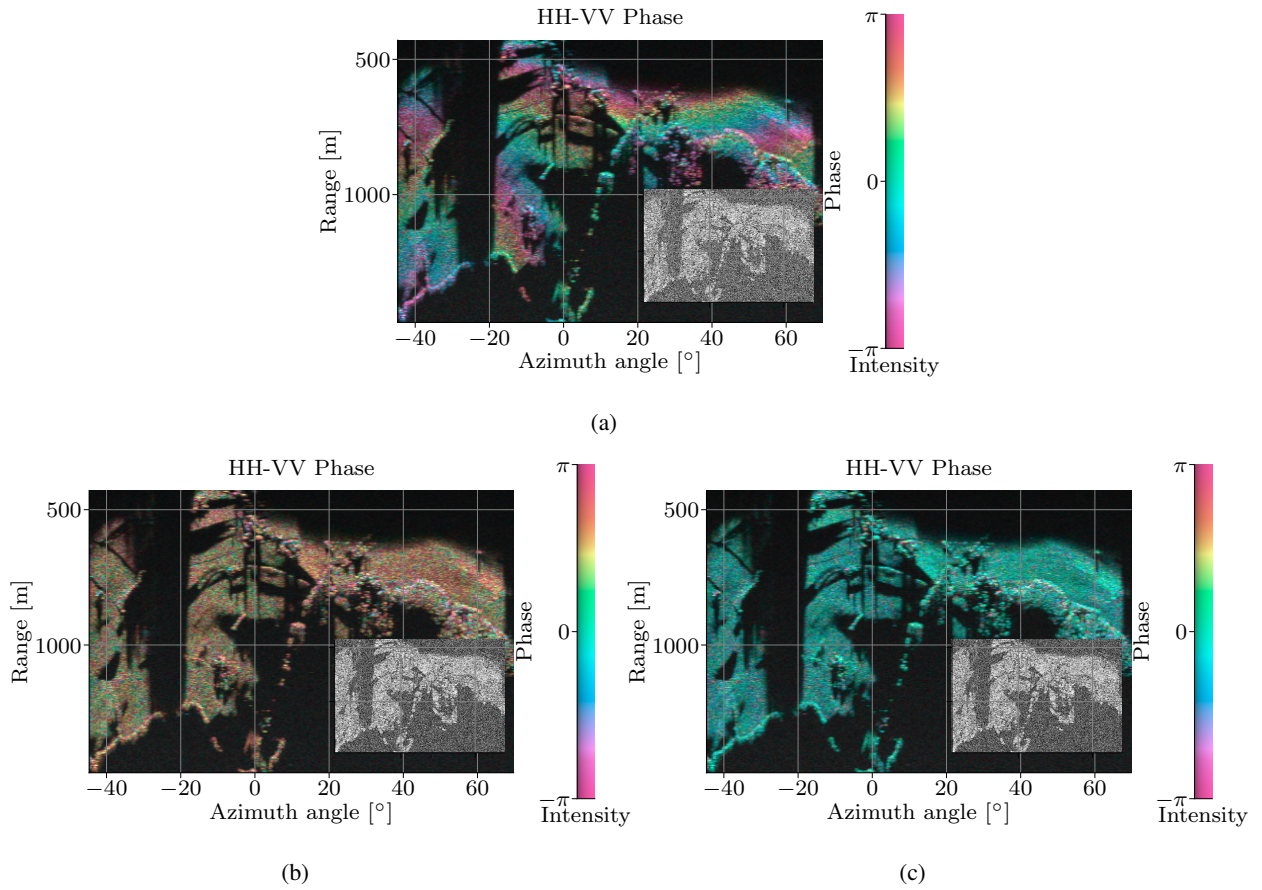 HH-VV Phase
π
500
Range [m]
1000
Phase
0
−40
−20
0
20
40
60
−π
Azimuth angle [°]
Intensity
(a)
HH-VV Phase
π
500
Range [m]
1000
Phase
0
−40
−20
0
20
40
60
−π
Azimuth angle [°]
Intensity
(b)
HH-VV Phase
π
500
Range [m]
1000
Phase
0
−40
−20
0
20
40
60
−π
Azimuth angle [°]
Intensity
(c)